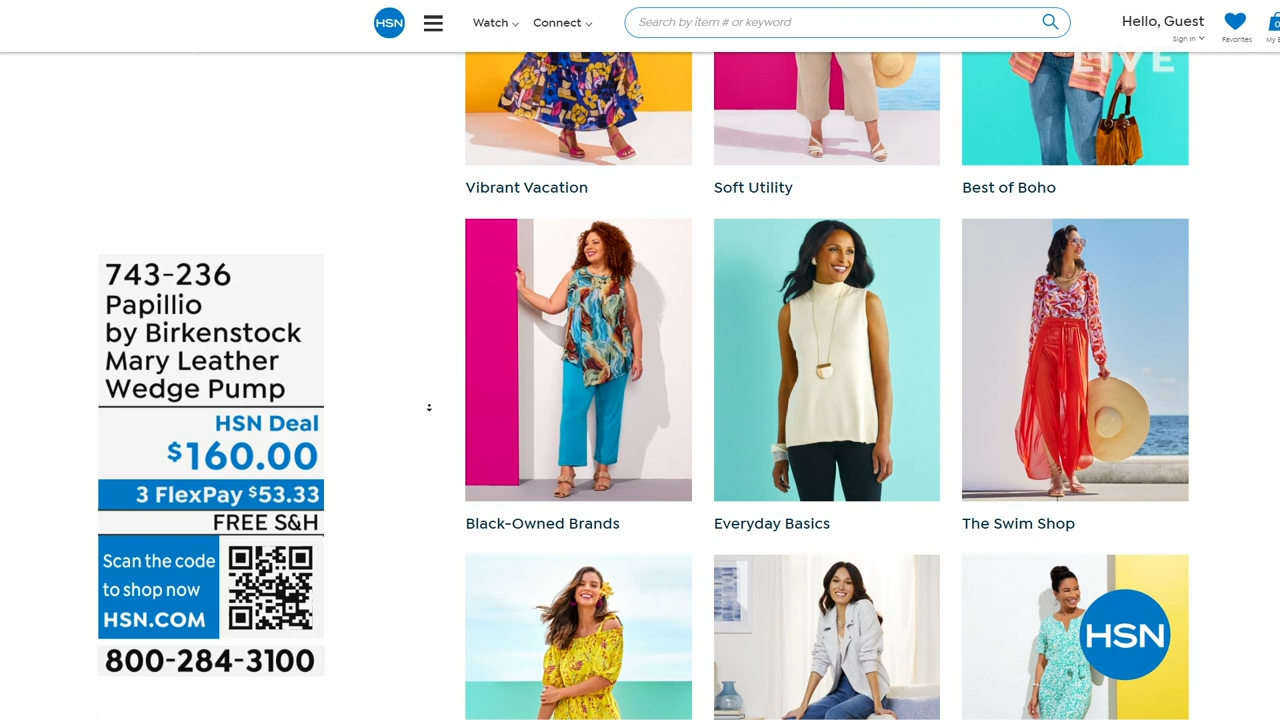 HSN
Watch
Connect
Search by item # or keyword
Hello, Guest
Sign In
Favorites
0
My
LIVE
Vibrant Vacation
Soft Utility
Best of Boho
743-236
Papillio
by Birkenstock
Mary Leather
Wedge Pump
HSN Deal
$160.00
3 FlexPay $53.33
FREE S&H
Scan the code
to shop now
HSN.COM
800-284-3100
Black-Owned Brands
Everyday Basics
The Swim Shop
HSN